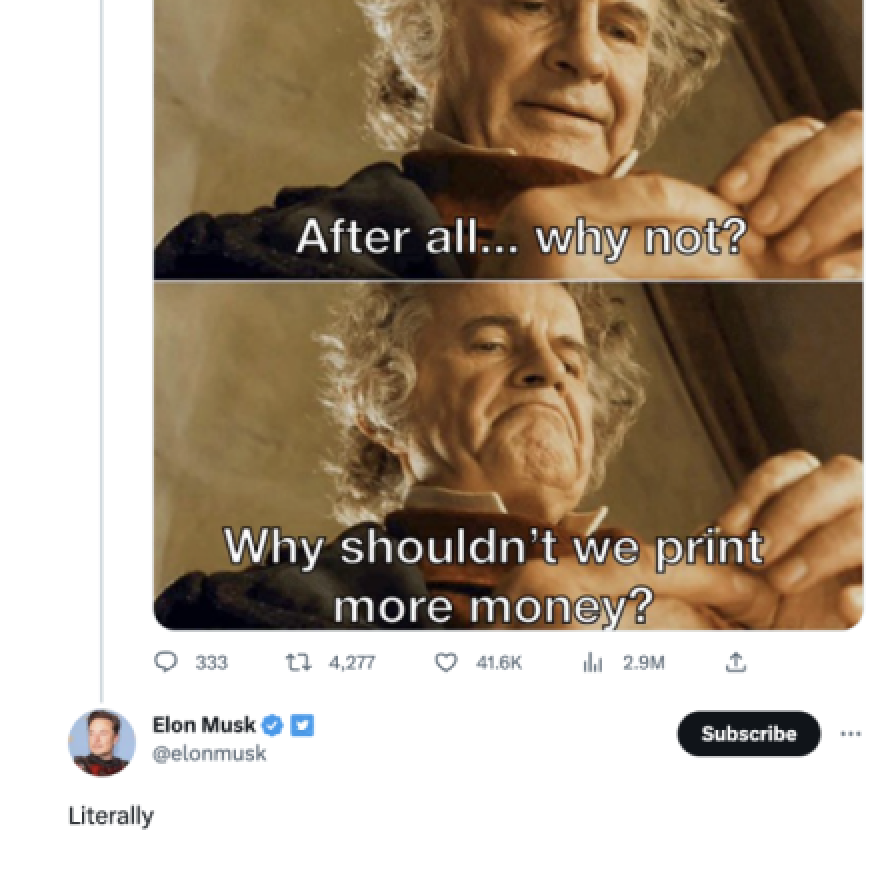 After all... why not?
Why shouldn't we print
more money?
333 4,277 41.6K 2.9M
Elon Musk
Subscribe
@elonmusk
Literally